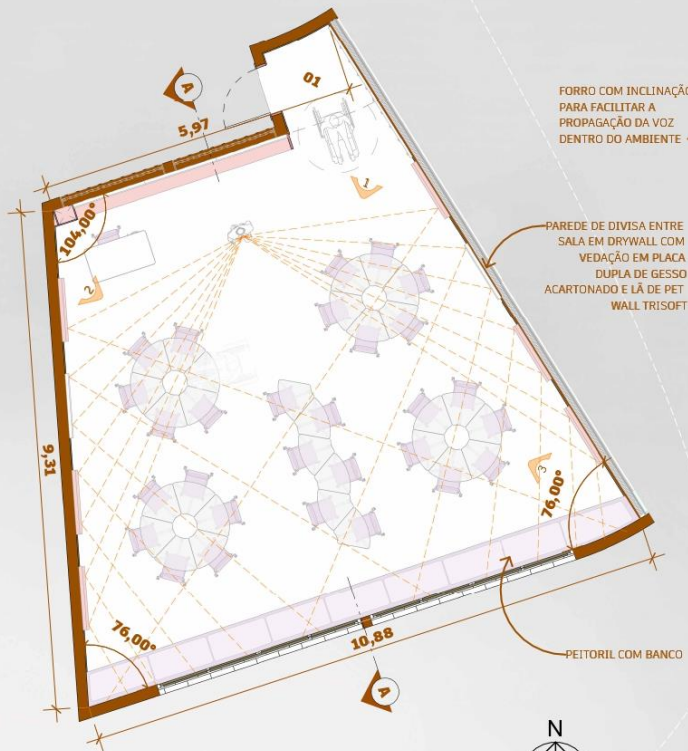 01
A
5,97
FORRO COM INCLINAÇÃO
PARA FACILITAR A
PROPAGAÇÃO DA VOZ
DENTRO DO AMBIENTE
1
104,00°
2
PAREDE DE DIVISA ENTRE
SALA EM DRYWALL COM
VEDAÇÃO EM PLACA
DUPLA DE GESSO
ACARTONADO E LÃ DE PET
WALL TRISOFT
9,31
3
76,00°
76,00°
10,88
PEITORIL COM BANCO
A
N